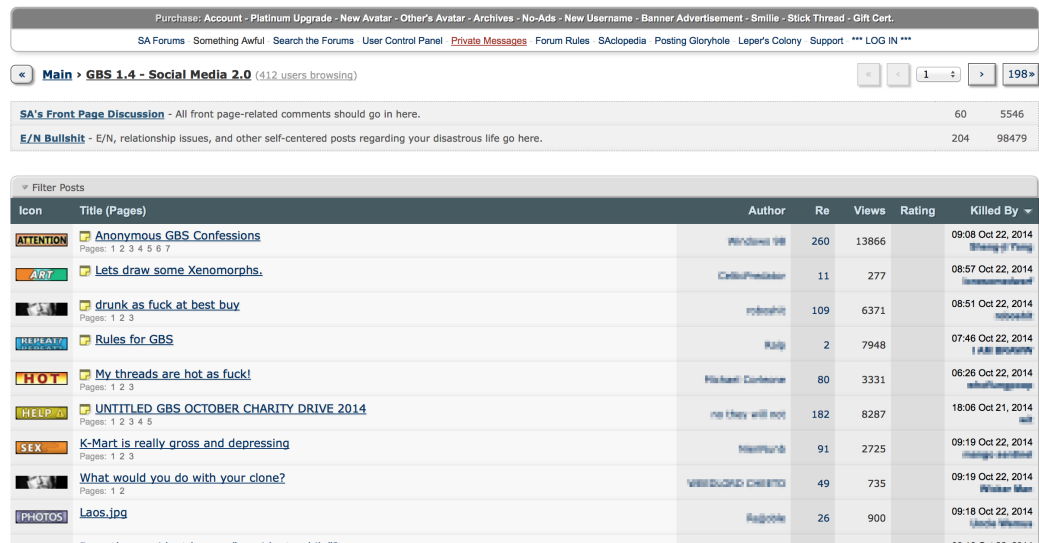 Purchase: Account - Platinum Upgrade - New Avatar - Other's Avatar - Archives - No-Ads - New Username - Banner Advertisement - Smilie - Stick Thread - Gift Cert.
SA Forums - Something Awful - Search the Forums - User Control Panel - Private Messages - Forum Rules - SAclopedia - Posting Gloryhole - Leper's Colony - Support - *** LOG IN ***
« Main › GBS 1.4 - Social Media 2.0 (412 users browsing) « ‹ 1 › 198»
SA's Front Page Discussion - All front page-related comments should go in here. 60 5546
E/N Bullshit - E/N, relationship issues, and other self-centered posts regarding your disastrous life go here. 204 98479
Filter Posts
Icon Title (Pages) Author Re Views Rating Killed By
ATTENTION Anonymous GBS Confessions 260 13866 09:08 Oct 22, 2014
Pages: 1 2 3 4 5 6 7
ART Lets draw some Xenomorphs. 11 277 08:57 Oct 22, 2014
drunk as fuck at best buy 109 6371 08:51 Oct 22, 2014
Pages: 1 2 3
REPEAT? Rules for GBS 2 7948 07:46 Oct 22, 2014
HOT My threads are hot as fuck! 80 3331 06:26 Oct 22, 2014
Pages: 1 2 3
HELP UNTITLED GBS OCTOBER CHARITY DRIVE 2014 182 8287 18:06 Oct 21, 2014
Pages: 1 2 3 4 5
SEX K-Mart is really gross and depressing 91 2725 09:19 Oct 22, 2014
Pages: 1 2 3
What would you do with your clone? 49 735 09:19 Oct 22, 2014
Pages: 1 2
PHOTOS Laos.jpg 26 900 09:18 Oct 22, 2014